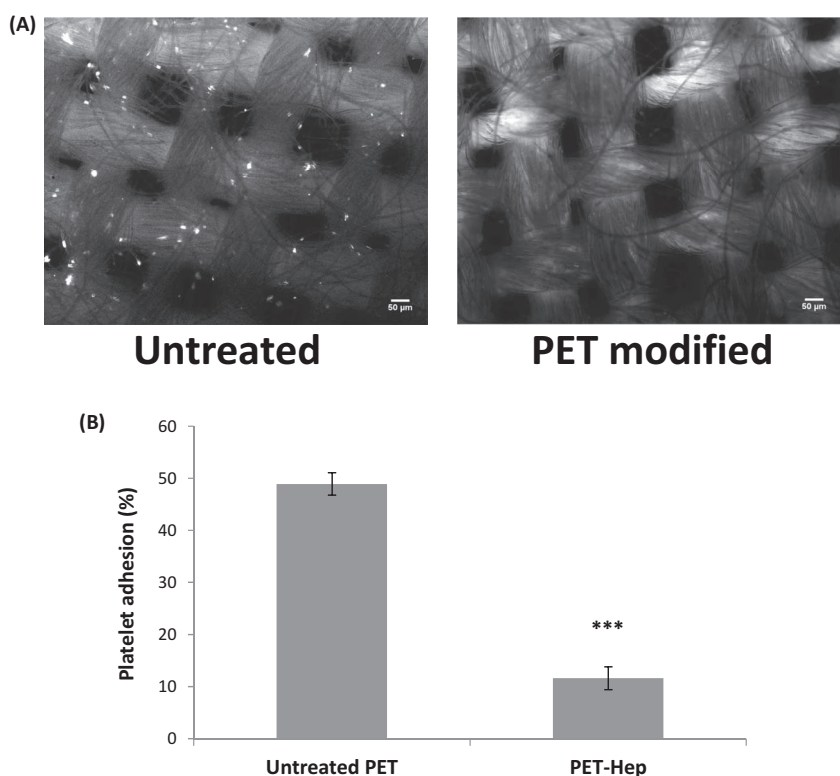 (A)
50 µm
50 µm
Untreated
PET modified
(B)
Platelet adhesion (%)
60
50
40
30
20
10
0
***
Untreated PET
PET-Hep